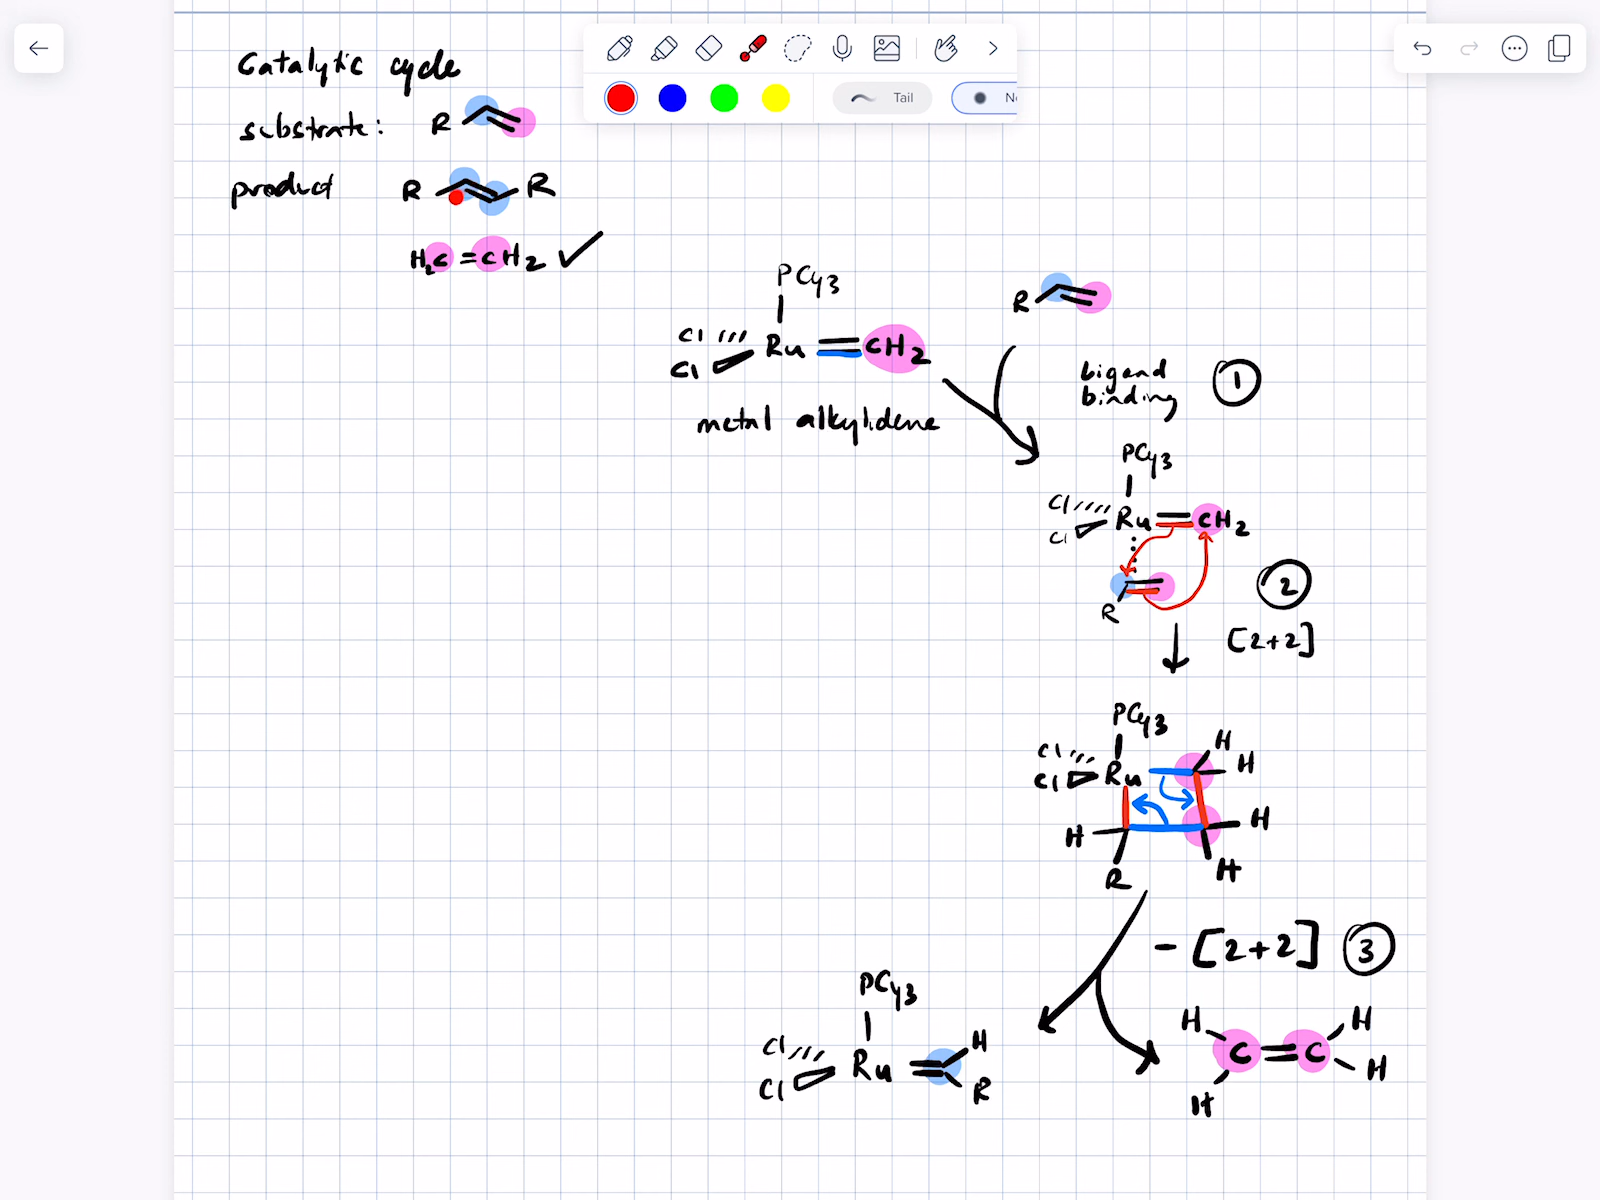 Tail
Catalytic cycle
substrate: R
product R R
H2C=CH2
PCy3
Cl
Cl Ru CH2
metal alkylidene
R
ligand
binding 1
PCy3
Cl
Cl Ru CH2
R
2
[2+2]
PCy3
Cl
Cl Ru
H
H
H
H
R
H
- [2+2] 3
PCy3
Cl
Cl Ru
H
R
H
H
C=C
H
H